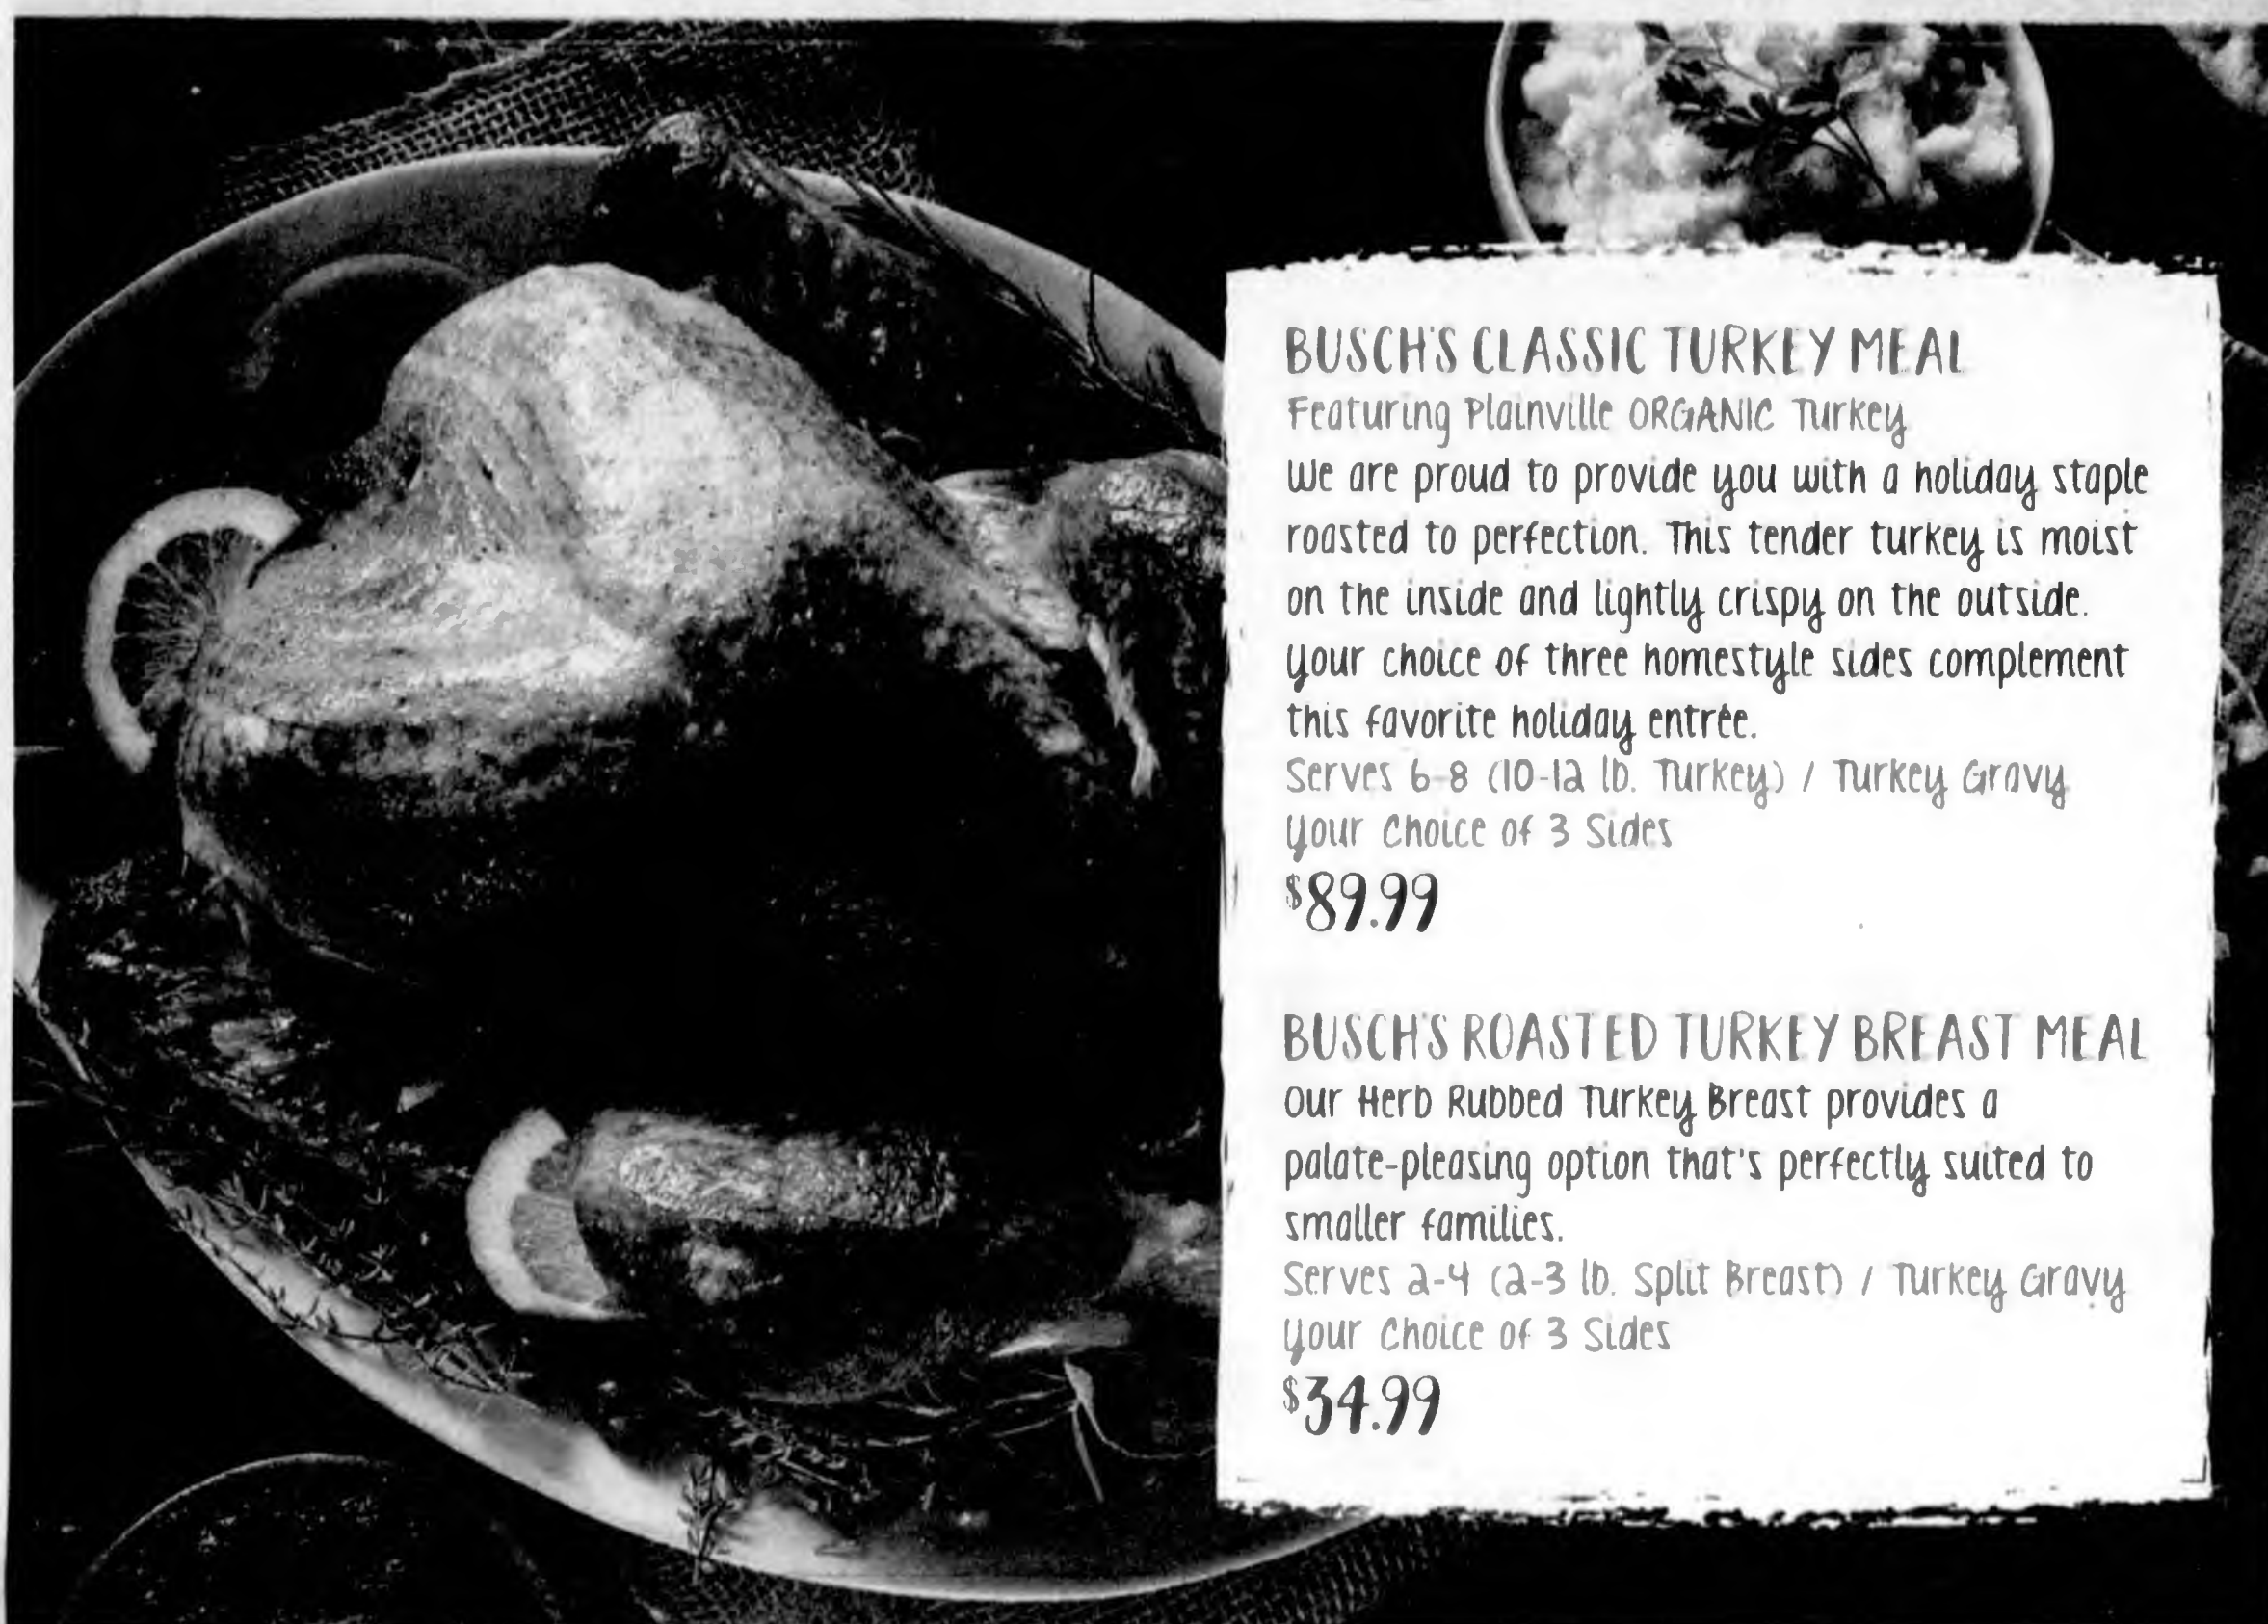 BUSCH'S CLASSIC TURKEY MEAL
Featuring Plainville ORGANIC Turkey
We are proud to provide you with a holiday staple
roasted to perfection. This tender turkey is moist
on the inside and lightly crispy on the outside.
Your choice of three homestyle sides complement
this favorite holiday entrée.
Serves 6-8 (10-12 lb. Turkey) / Turkey Gravy
Your Choice of 3 Sides
$89.99
BUSCH'S ROASTED TURKEY BREAST MEAL
Our Herb Rubbed Turkey Breast provides a
palate-pleasing option that's perfectly suited to
smaller families.
Serves 2-4 (2-3 lb. Split Breast) / Turkey Gravy
Your Choice of 3 Sides
$34.99